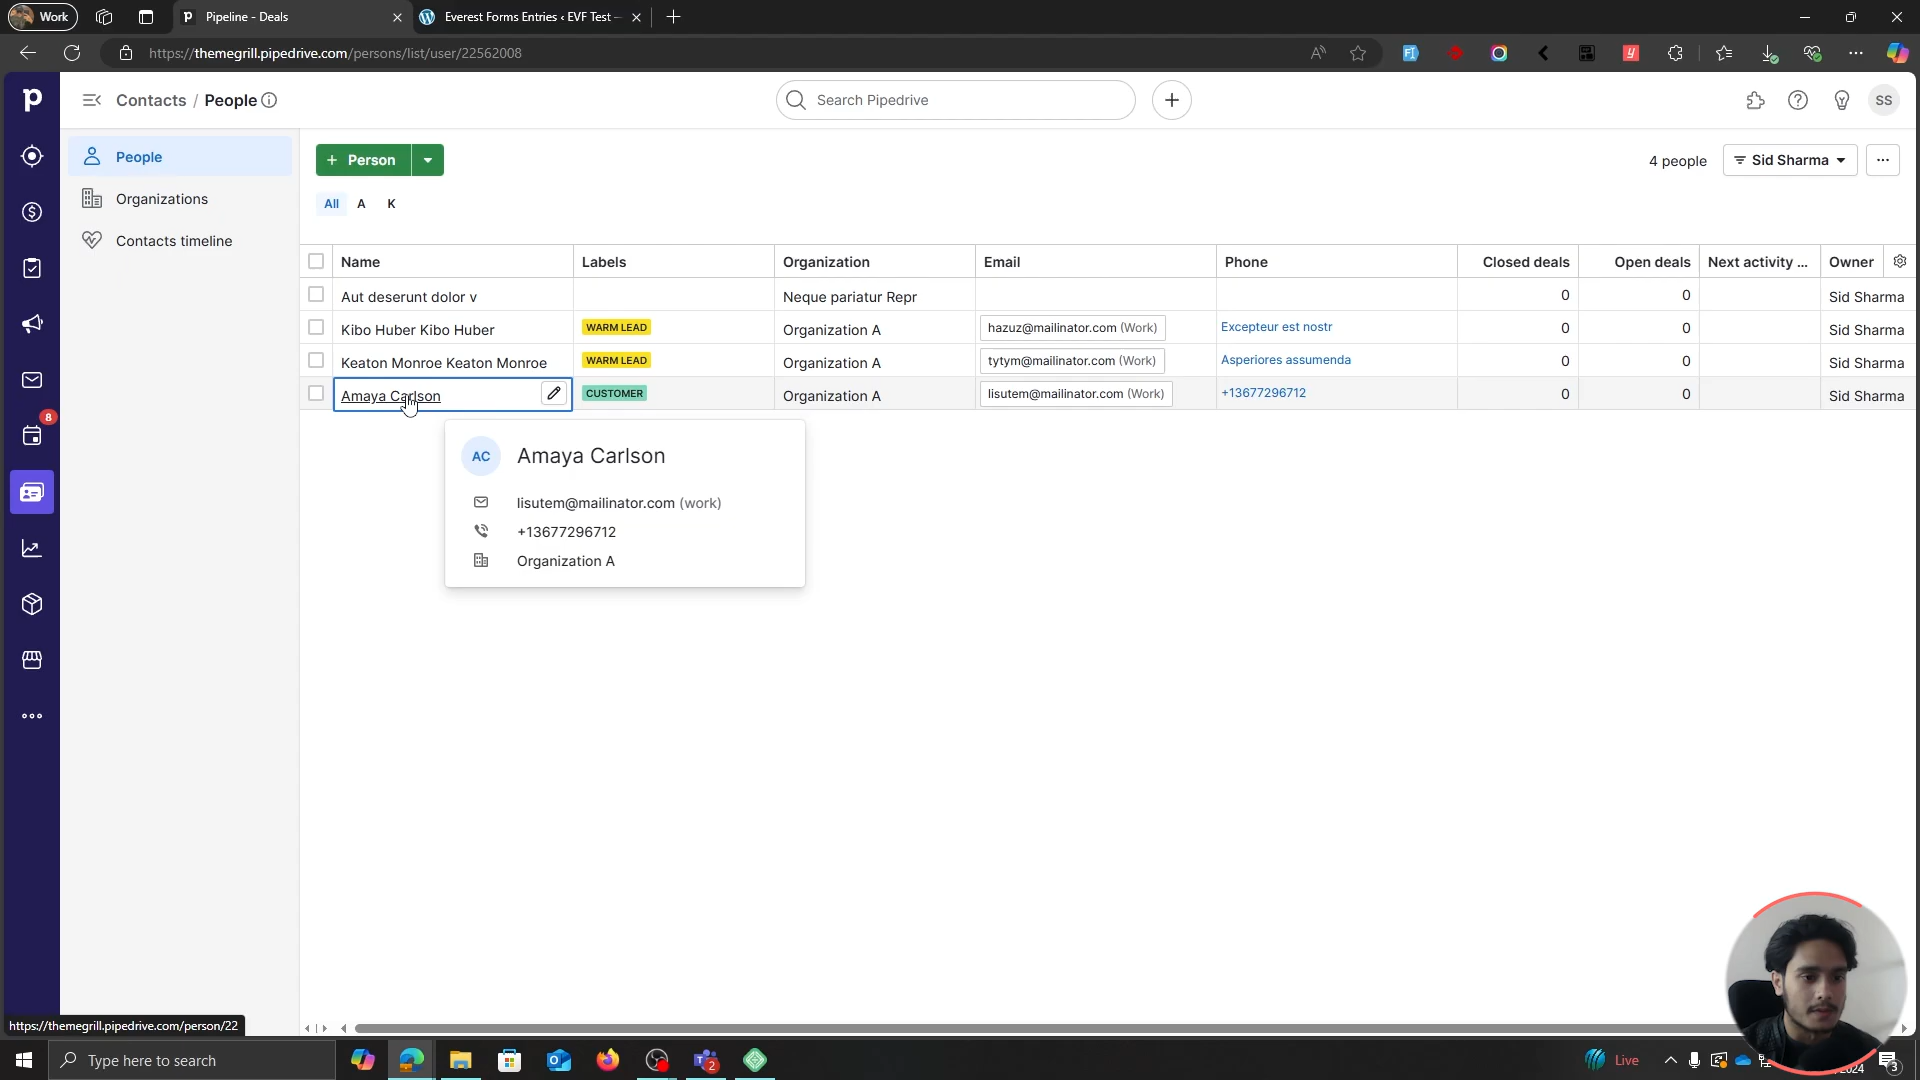 Work
Pipeline - Deals
Everest Forms Entries ‹ EVF Test –
https://themegrill.pipedrive.com/persons/list/user/22562008
Contacts / People
Search Pipedrive
SS
People
Organizations
Contacts timeline
+ Person
4 people
Sid Sharma
All A K
Name Labels Organization Email Phone Closed deals Open deals Next activity ... Owner
Aut deserunt dolor v Neque pariatur Repr 0 0 Sid Sharma
Kibo Huber Kibo Huber WARM LEAD Organization A hazuz@mailinator.com (Work) Excepteur est nostr 0 0 Sid Sharma
Keaton Monroe Keaton Monroe WARM LEAD Organization A tytym@mailinator.com (Work) Asperiores assumenda 0 0 Sid Sharma
Amaya Carlson CUSTOMER Organization A lisutem@mailinator.com (Work) +13677296712 0 0 Sid Sharma
8
AC Amaya Carlson
lisutem@mailinator.com (work)
+13677296712
Organization A
https://themegrill.pipedrive.com/person/22
Type here to search
2
Live
2024
3